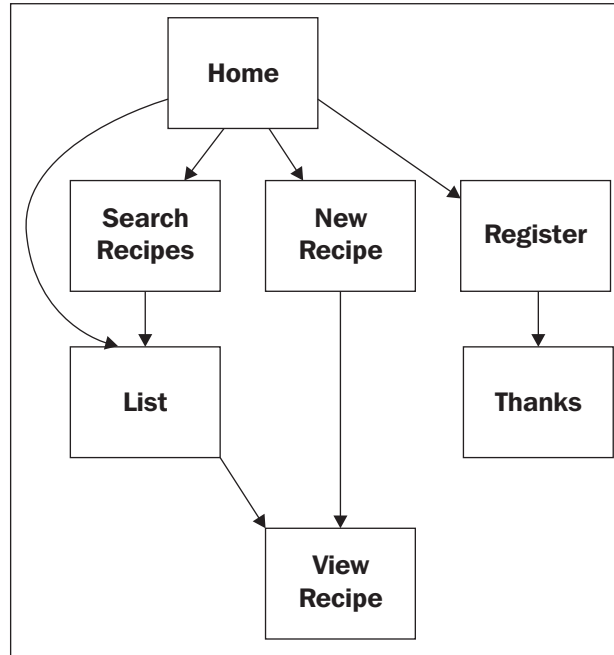 Home
Search
Recipes
New
Recipe
Register
List
Thanks
View
Recipe